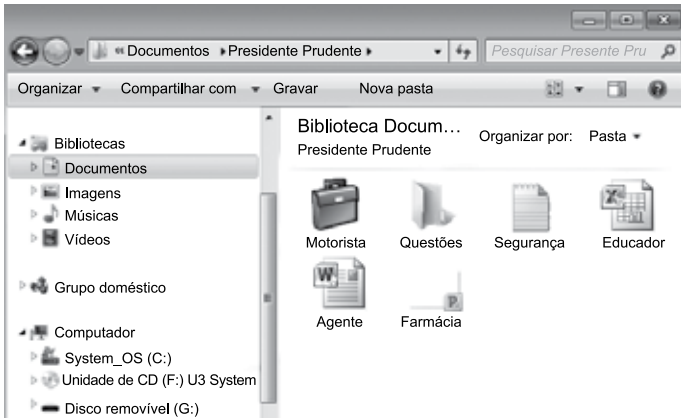 « Documentos ▸ Presidente Prudente ▸ Pesquisar Presente Pru
Organizar Compartilhar com Gravar Nova pasta
Bibliotecas
Documentos
Imagens
Músicas
Vídeos
Grupo doméstico
Computador
System_OS (C:)
Unidade de CD (F:) U3 System
Disco removível (G:)
Biblioteca Docum...
Presidente Prudente
Organizar por: Pasta
Motorista Questões Segurança Educador
Agente Farmácia